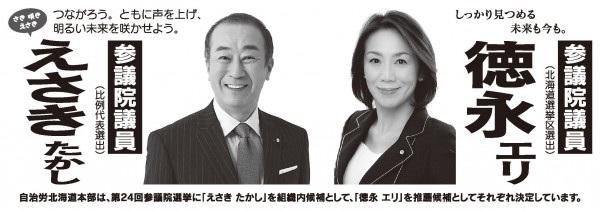 さき 咲き
えさき
つながろう。ともに声を上げ、
明るい未来を咲かせよう。
参議院議員
(比例代表選出)
えさき たかし
しっかり見つめる
未来も今も。
参議院議員
(北海道選挙区選出)
徳永 エリ
自治労北海道本部は、第24回参議院選挙に「えさき たかし」を組織内候補として、「徳永 エリ」を推薦候補としてそれぞれ決定しています。